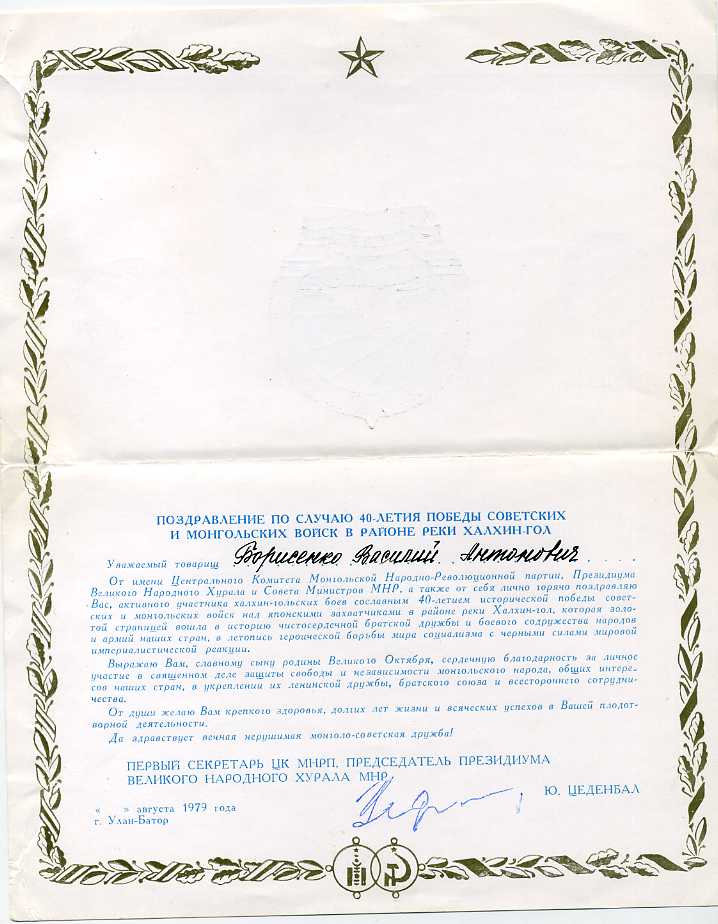 ПОЗДРАВЛЕНИЕ ПО СЛУЧАЮ 40-ЛЕТИЯ ПОБЕДЫ СОВЕТСКИХ
И МОНГОЛЬСКИХ ВОЙСК В РАЙОНЕ РЕКИ ХАЛХИН-ГОЛ
Уважаемый товарищ Борисенко Василий Антонович
От имени Центрального Комитета Монгольской Народно-Революционной партии, Президиума
Великого Народного Хурала и Совета Министров МНР, а также от себя лично горячо поздравляю
Вас, активного участника халхин-гольских боев сославным 40-летием исторической победы совет-
ских и монгольских войск над японскими захватчиками в районе реки Халхин-гол, которая золо-
той страницей вошла в историю чистосердечной братской дружбы и боевого содружества народов
и армий наших стран, в летопись героической борьбы мира социализма с черными силами мировой
империалистической реакции.
Выражаю Вам, славному сыну родины Великого Октября, сердечную благодарность за личное
участие в священном деле защиты свободы и независимости монгольского народа, общих интере-
сов наших стран, в укреплении их ленинской дружбы, братского союза и всестороннего сотрудни-
чества.
От души желаю Вам крепкого здоровья, долгих лет жизни и всяческих успехов в Вашей плодот-
ворной деятельности.
Да здравствует вечная нерушимая монголо-советская дружба!
ПЕРВЫЙ СЕКРЕТАРЬ ЦК МНРП, ПРЕДСЕДАТЕЛЬ ПРЕЗИДИУМА
ВЕЛИКОГО НАРОДНОГО ХУРАЛА МНР
Ю. ЦЕДЕНБАЛ
« » августа 1979 года
г. Улан-Батор